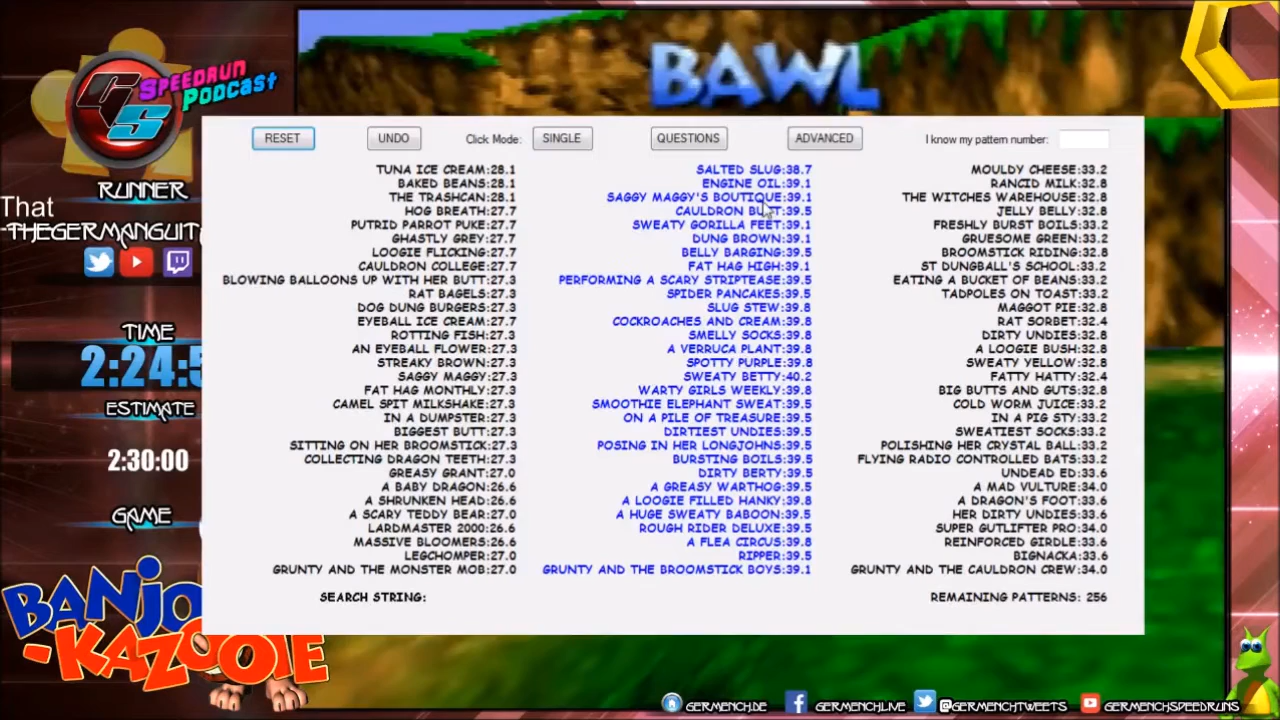 SPEEDRUN
PODCAST
BAWL
RUNNER
That
-THEGERMANGUIT
TIME
2:24:5
ESTIMATE
2:30:00
GAME
BANJO
-KAZOOIE
RESET
UNDO
Click Mode:
SINGLE
QUESTIONS
ADVANCED
I know my pattern number:
TUNA ICE CREAM:28.1
SALTED SLUG:38.7
MOULDY CHEESE:33.2
BAKED BEANS:28.1
ENGINE OIL:39.1
RANCID MILK:32.8
THE TRASHCAN:28.1
SAGGY MAGGY'S BOUTIQUE:39.1
THE WITCHES WAREHOUSE:32.8
HOG BREATH:27.7
CAULDRON BUTT:39.5
JELLY BELLY:32.8
PUTRID PARROT PUKE:27.7
SWEATY GORILLA FEET:39.1
FRESHLY BURST BOILS:33.2
GHASTLY GREY:27.7
DUNG BROWN:39.1
GRUESOME GREEN:33.2
LOOGIE FLICKING:27.7
BELLY BARGING:39.5
BROOMSTICK RIDING:32.8
CAULDRON COLLEGE:27.7
FAT HAG HIGH:39.1
ST DUNGBALL'S SCHOOL:33.2
BLOWING BALLOONS UP WITH HER BUTT:27.3
PERFORMING A SCARY STRIPTEASE:39.5
EATING A BUCKET OF BEANS:33.2
RAT BAGELS:27.3
SPIDER PANCAKES:39.5
TADPOLES ON TOAST:33.2
DOG DUNG BURGERS:27.3
SLUG STEW:39.8
MAGGOT PIE:32.8
EYEBALL ICE CREAM:27.7
COCKROACHES AND CREAM:39.8
RAT SORBET:32.4
ROTTING FISH:27.3
SMELLY SOCKS:39.8
DIRTY UNDIES:32.8
AN EYEBALL FLOWER:27.3
A VERRUCA PLANT:39.8
A LOOGIE BUSH:32.8
STREAKY BROWN:27.3
SPOTTY PURPLE:39.8
SWEATY YELLOW:32.8
SAGGY MAGGY:27.3
SWEATY BETTY:40.2
FATTY HATTY:32.4
FAT HAG MONTHLY:27.3
WARTY GIRLS WEEKLY:39.8
BIG BUTTS AND GUTS:32.8
CAMEL SPIT MILKSHAKE:27.3
SMOOTHIE ELEPHANT SWEAT:39.5
COLD WORM JUICE:33.2
IN A DUMPSTER:27.3
ON A PILE OF TREASURE:39.5
IN A PIG STY:33.2
BIGGEST BUTT:27.3
DIRTIEST UNDIES:39.5
SWEATIEST SOCKS:33.2
SITTING ON HER BROOMSTICK:27.3
POSING IN HER LONGJOHNS:39.5
POLISHING HER CRYSTAL BALL:33.2
COLLECTING DRAGON TEETH:27.3
BURSTING BOILS:39.5
FLYING RADIO CONTROLLED BATS:33.2
GREASY GRANT:27.0
DIRTY BERTY:39.5
UNDEAD ED:33.6
A BABY DRAGON:26.6
A GREASY WARTHOG:39.5
A MAD VULTURE:34.0
A SHRUNKEN HEAD:26.6
A LOOGIE FILLED HANKY:39.8
A DRAGON'S FOOT:33.6
A SCARY TEDDY BEAR:27.0
A HUGE SWEATY BABOON:39.5
HER DIRTY UNDIES:33.6
LARDMASTER 2000:26.6
ROUGH RIDER DELUXE:39.5
SUPER GUTLIFTER PRO:34.0
MASSIVE BLOOMERS:26.6
A FLEA CIRCUS:39.8
REINFORCED GIRDLE:33.6
LEGCHOMPER:27.0
RIPPER:39.5
BIGNACKA:33.6
GRUNTY AND THE MONSTER MOB:27.0
GRUNTY AND THE BROOMSTICK BOYS:39.1
GRUNTY AND THE CAULDRON CREW:34.0
SEARCH STRING:
REMAINING PATTERNS: 256
GERMENCH.DE
GERMENCHLIVE
@GERMENCHTWEETS
GERMENCHSPEEDRUNS